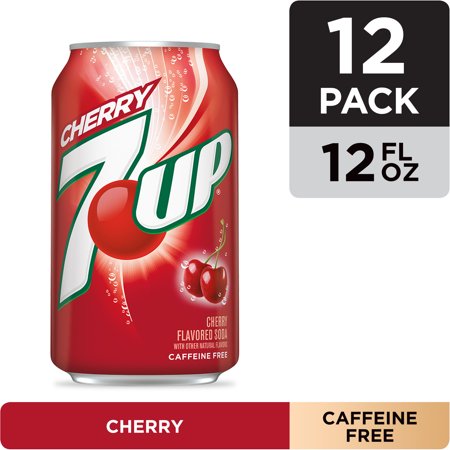 CHERRY
7UP®
CHERRY
FLAVORED SODA
WITH OTHER NATURAL FLAVORS
CAFFEINE FREE
12
PACK
12 FL OZ
CHERRY
CAFFEINE
FREE